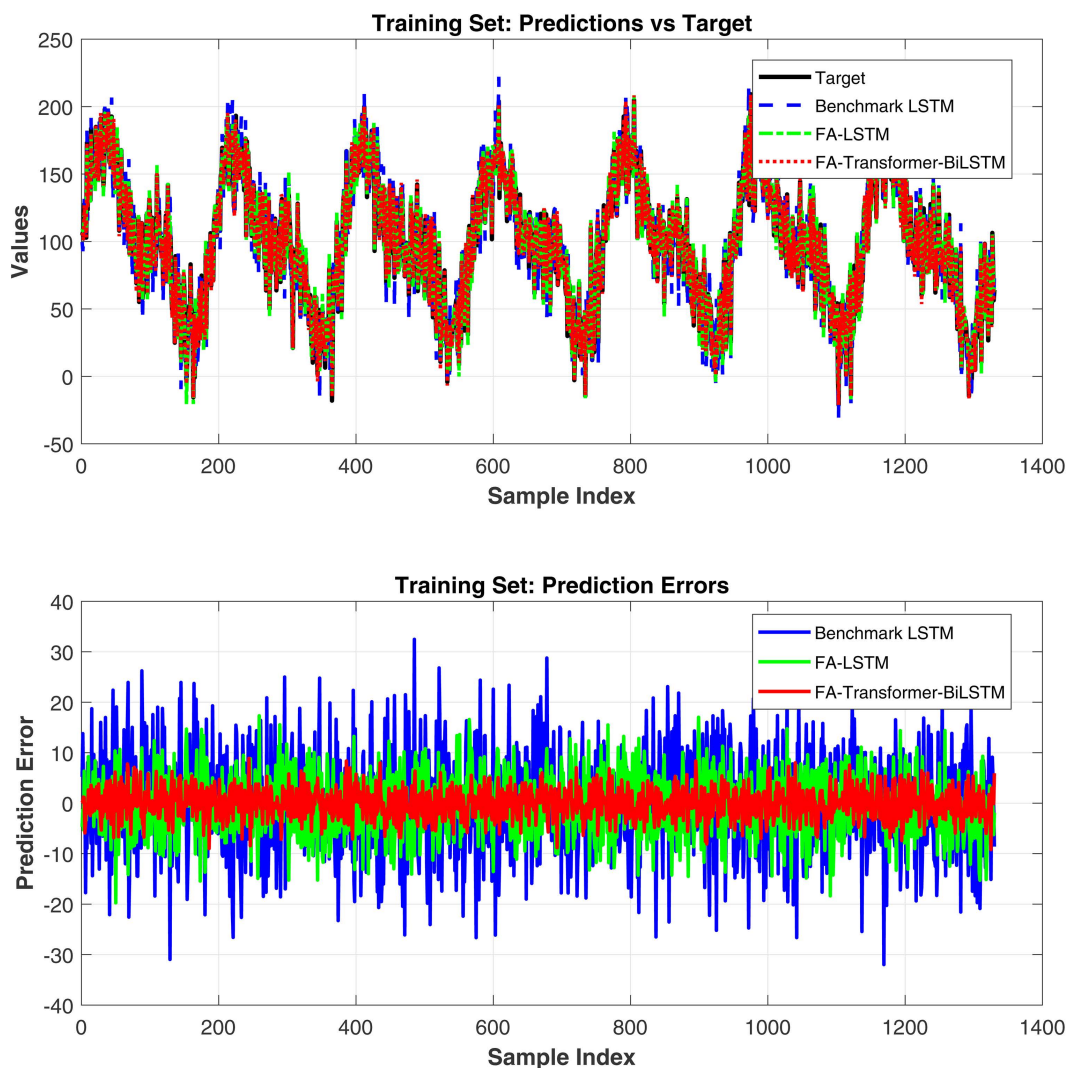 Training Set: Predictions vs Target
250
200
150
100
50
0
-50
Values
Target
Benchmark LSTM
FA-LSTM
FA-Transformer-BiLSTM
0 200 400 600 800 1000 1200 1400
Sample Index
Training Set: Prediction Errors
40
30
20
10
0
-10
-20
-30
-40
Prediction Error
Benchmark LSTM
FA-LSTM
FA-Transformer-BiLSTM
0 200 400 600 800 1000 1200 1400
Sample Index